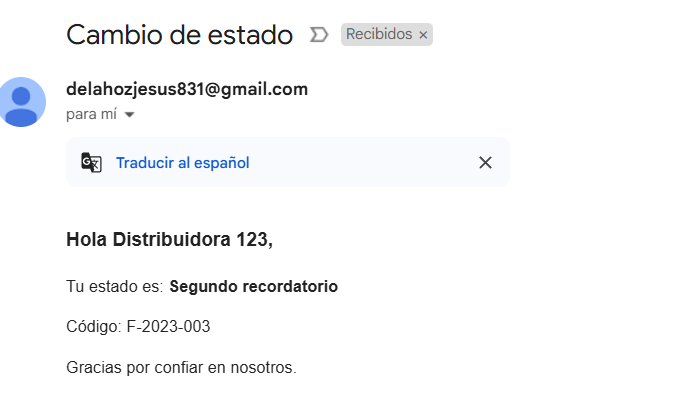 Cambio de estado Recibidos ×
delahozjesus831@gmail.com
para mí
Traducir al español
Hola Distribuidora 123,
Tu estado es: Segundo recordatorio
Código: F-2023-003
Gracias por confiar en nosotros.